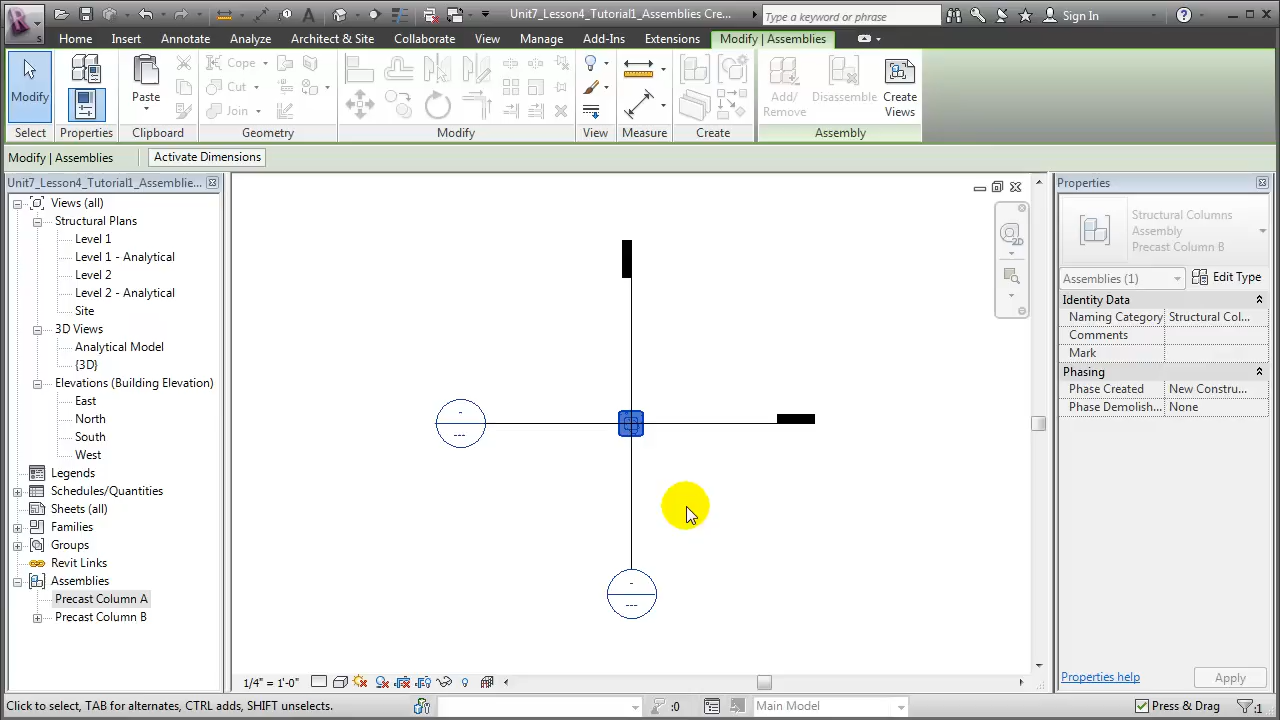 Unit7_Lesson4_Tutorial1_Assemblies Cre...
Type a keyword or phrase
Sign In
Home
Insert
Annotate
Analyze
Architect & Site
Collaborate
View
Manage
Add-Ins
Extensions
Modify | Assemblies
Modify
Paste
Cope
Cut
Join
Add/
Remove
Disassemble
Create
Views
Select
Properties
Clipboard
Geometry
Modify
View
Measure
Create
Assembly
Modify | Assemblies
Activate Dimensions
Unit7_Lesson4_Tutorial1_Assemblie...
Views (all)
Structural Plans
Level 1
Level 1 - Analytical
Level 2
Level 2 - Analytical
Site
3D Views
Analytical Model
{3D}
Elevations (Building Elevation)
East
North
South
West
Legends
Schedules/Quantities
Sheets (all)
Families
Groups
Revit Links
Assemblies
Precast Column A
Precast Column B
-
---
-
---
2D
Properties
Structural Columns
Assembly
Precast Column B
Assemblies (1)
Edit Type
Identity Data
Naming Category
Structural Col...
Comments
Mark
Phasing
Phase Created
New Constru...
Phase Demolish...
None
Properties help
Apply
1/4" = 1'-0"
Click to select, TAB for alternates, CTRL adds, SHIFT unselects.
:0
Main Model
Press & Drag
:1